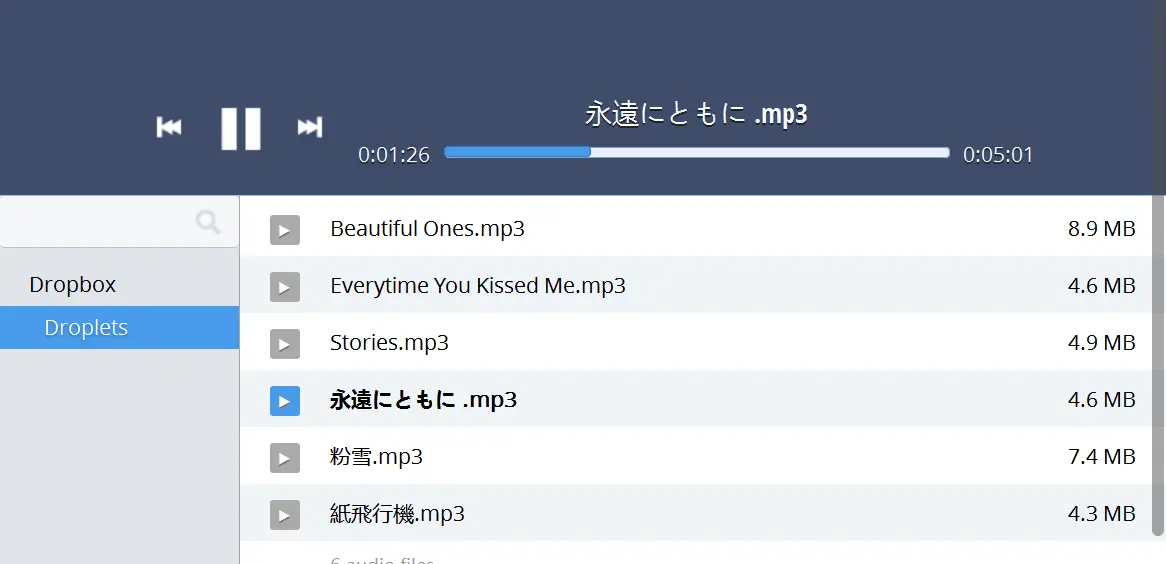 永遠にともに .mp3
0:01:26 0:05:01
Dropbox
Droplets
Beautiful Ones.mp3 8.9 MB
Everytime You Kissed Me.mp3 4.6 MB
Stories.mp3 4.9 MB
永遠にともに .mp3 4.6 MB
粉雪.mp3 7.4 MB
紙飛行機.mp3 4.3 MB
6 audio files